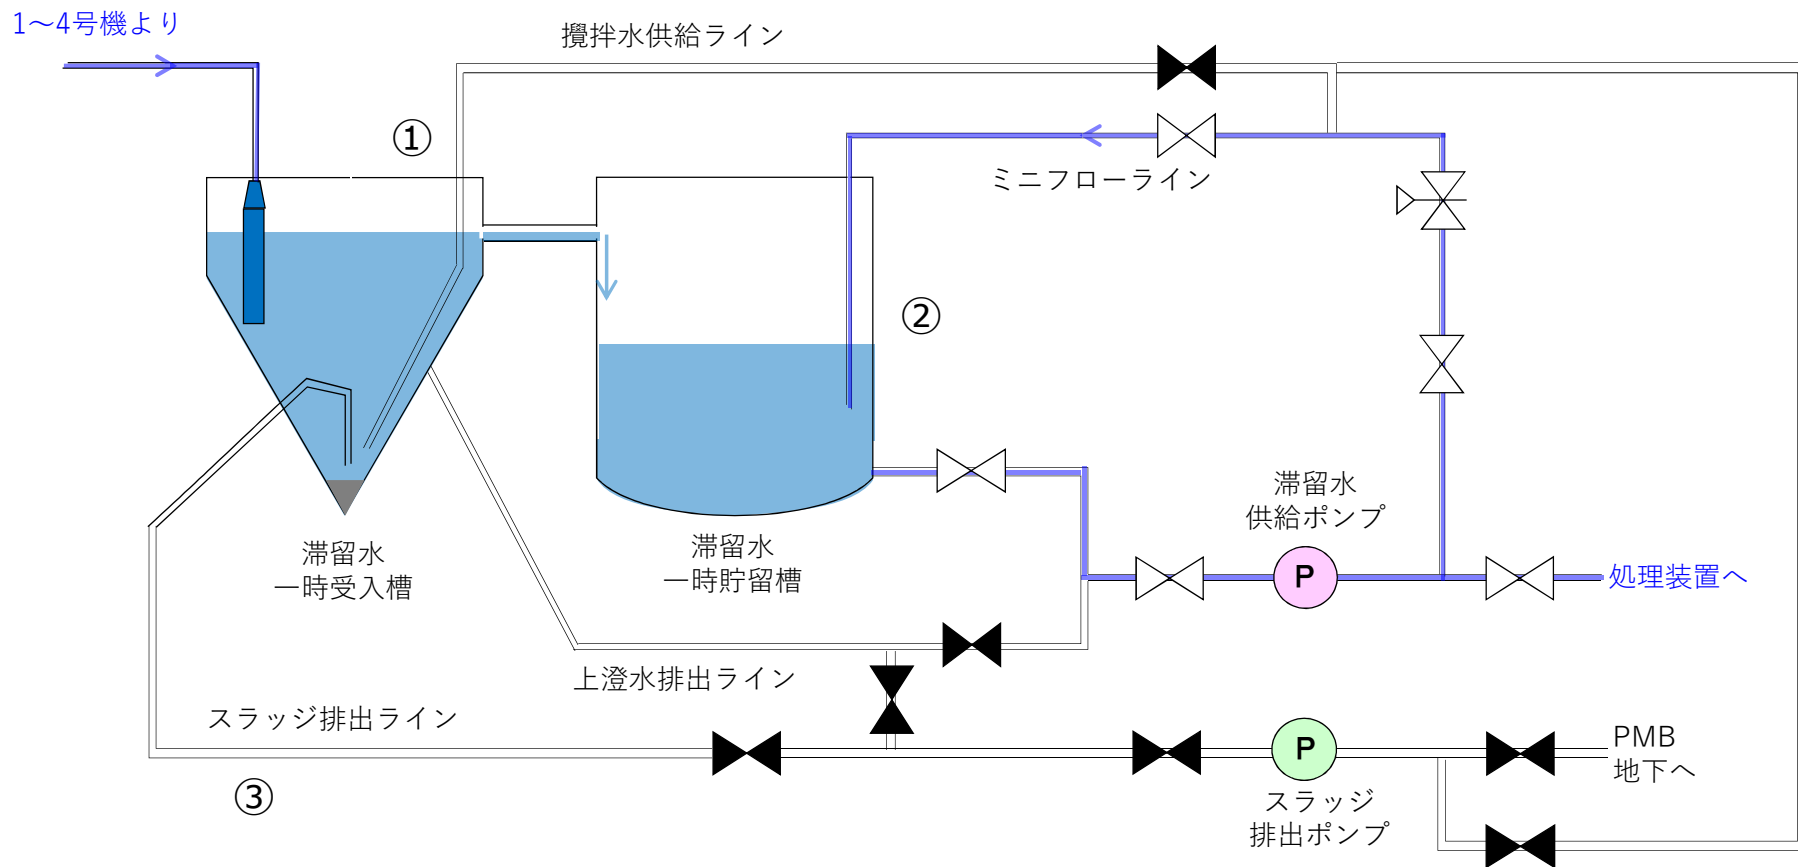 1～4号機より
攪拌水供給ライン
①
ミニフローライン
②
滞留水
供給ポンプ
P
処理装置へ
滞留水
一時受入槽
滞留水
一時貯留槽
上澄水排出ライン
スラッジ排出ライン
③
P
PMB
地下へ
スラッジ
排出ポンプ